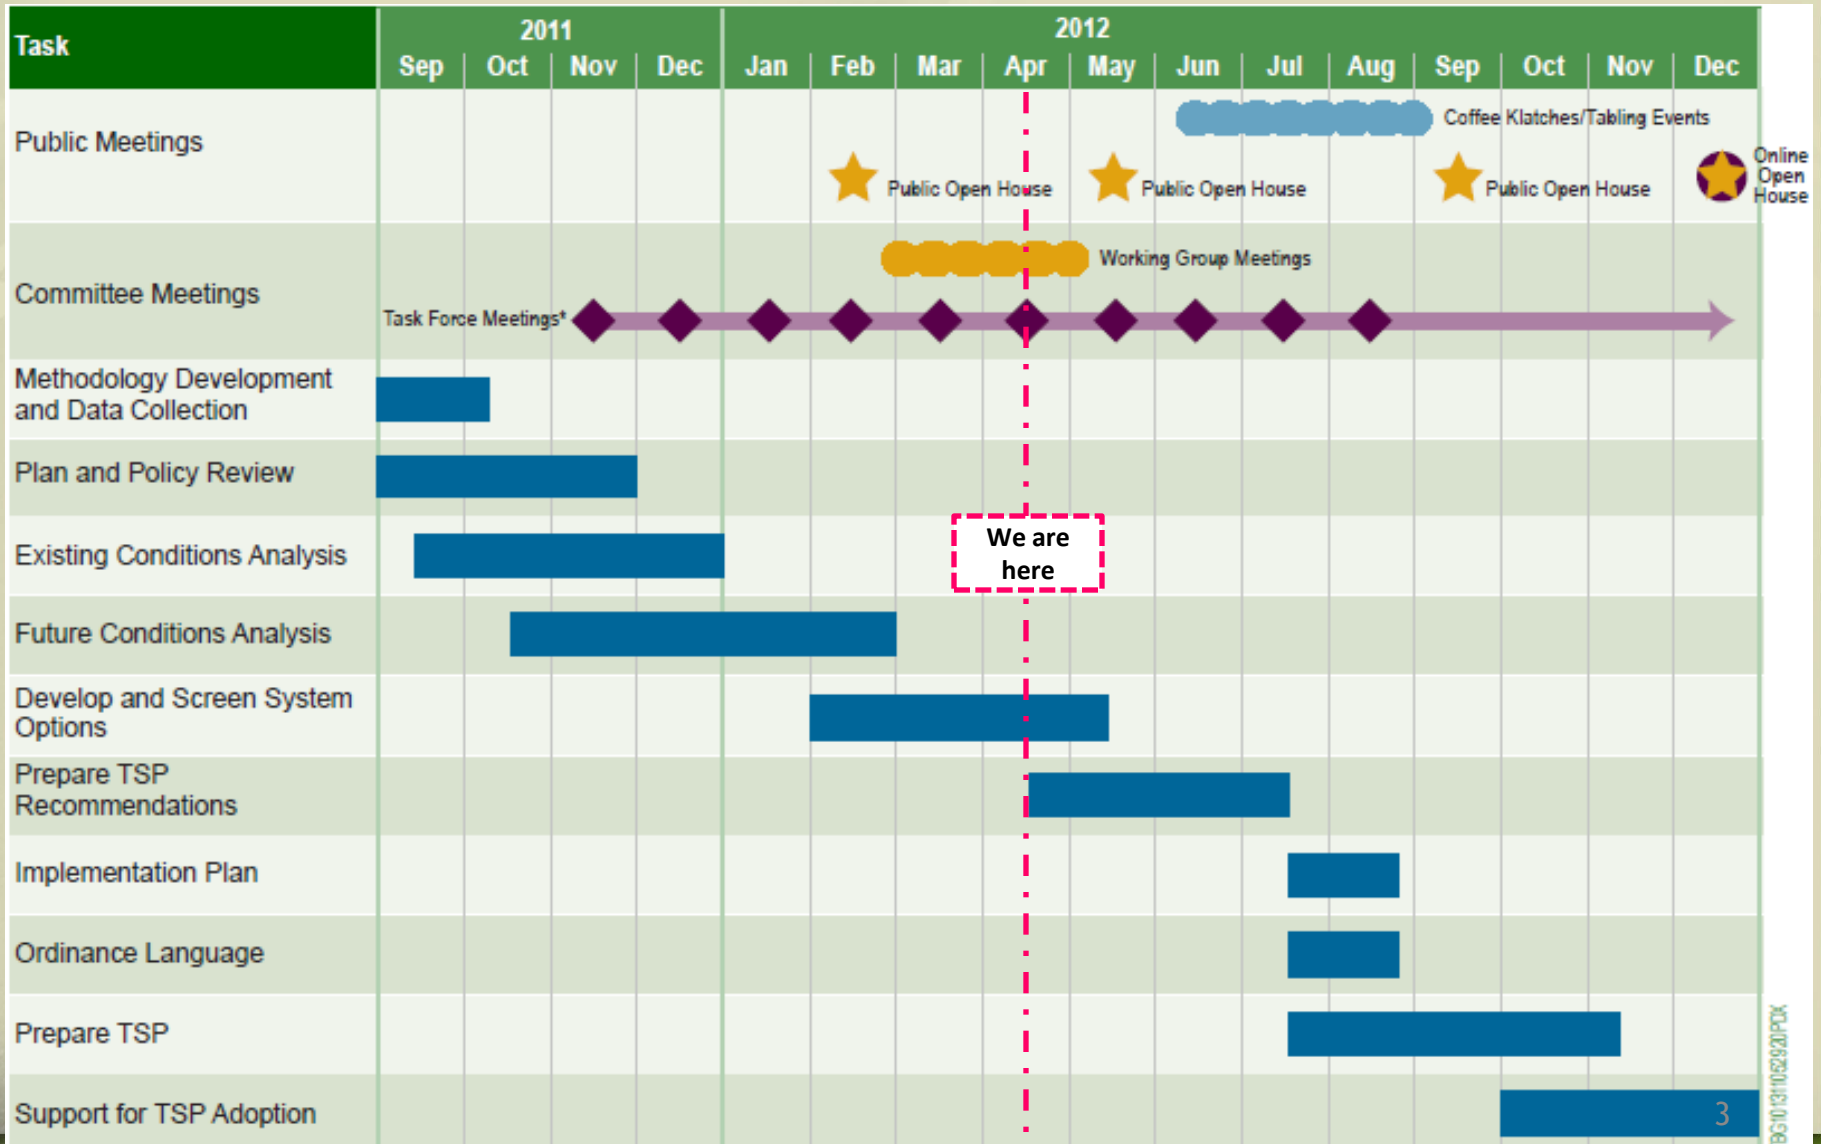 Task
2011
2012
Sep Oct Nov Dec Jan Feb Mar Apr May Jun Jul Aug Sep Oct Nov Dec
Public Meetings
Coffee Klatches/Tabling Events
Public Open House
Public Open House
Public Open House
Online
Open
House
Committee Meetings
Working Group Meetings
Task Force Meetings*
Methodology Development
and Data Collection
Plan and Policy Review
Existing Conditions Analysis
We are
here
Future Conditions Analysis
Develop and Screen System
Options
Prepare TSP
Recommendations
Implementation Plan
Ordinance Language
Prepare TSP
Support for TSP Adoption
3